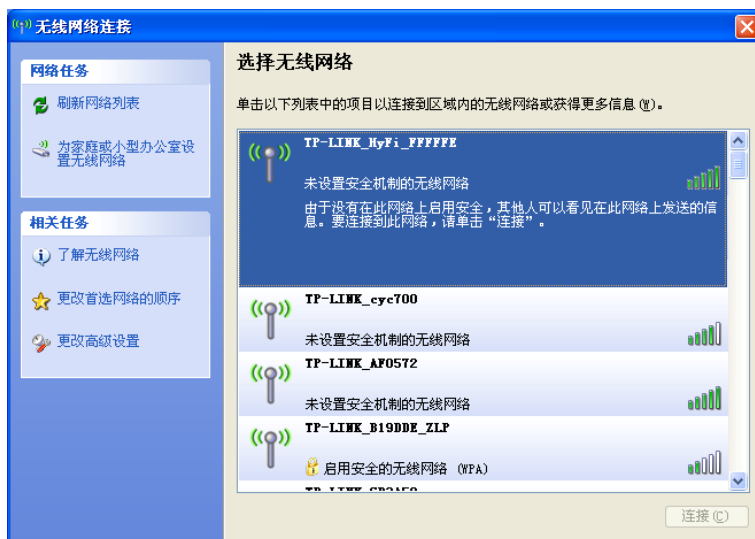 无线网络连接
网络任务
刷新网络列表
为家庭或小型办公室设
置无线网络
相关任务
了解无线网络
更改首选网络的顺序
更改高级设置
选择无线网络
单击以下列表中的项目以连接到区域内的无线网络或获得更多信息(W)。
TP-LINK_HyFi_FFFFFE
未设置安全机制的无线网络
由于没有在此网络上启用安全，其他人可以看见在此网络上发送的信
息。要连接到此网络，请单击“连接”。
TP-LINK_cyc700
未设置安全机制的无线网络
TP-LINK_AF0572
未设置安全机制的无线网络
TP-LINK_B19DDE_ZLP
启用安全的无线网络 (WPA)
连接(C)